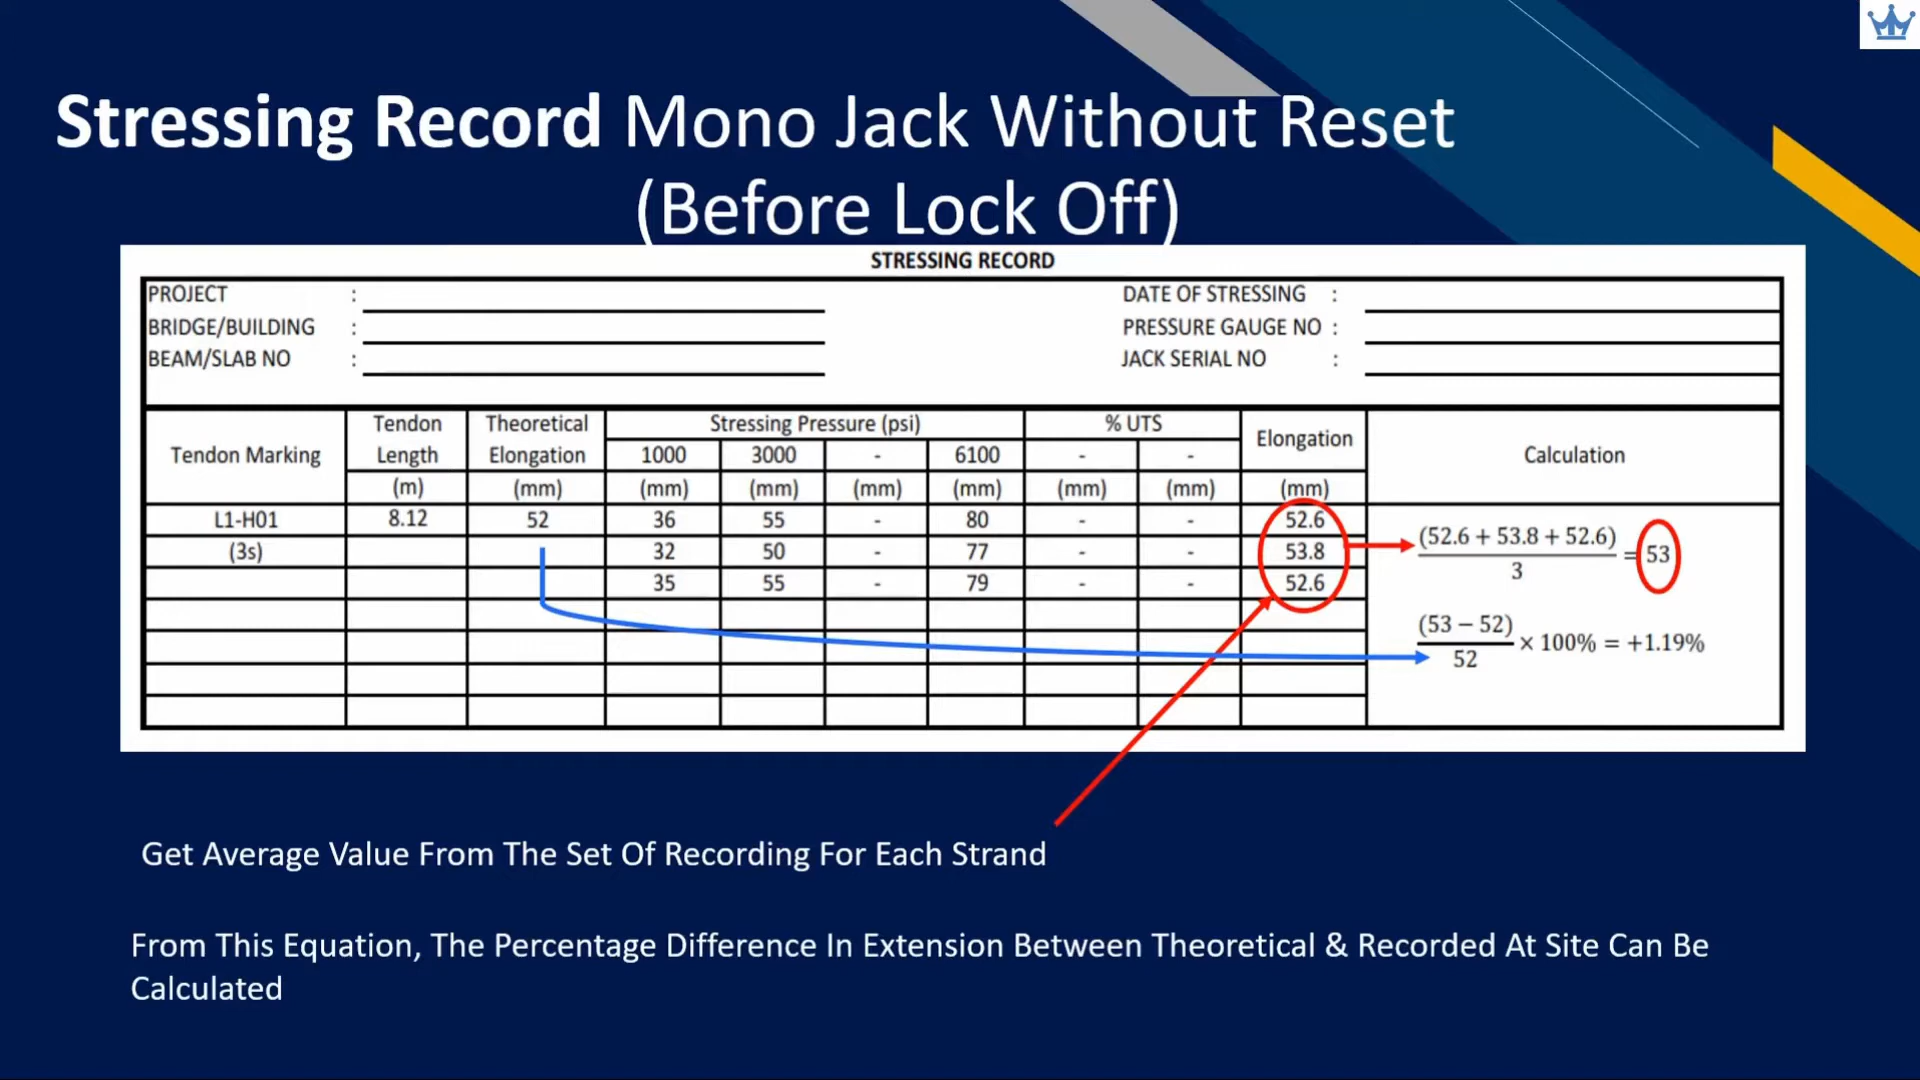 Stressing Record Mono Jack Without Reset
(Before Lock Off)
STRESSING RECORD
PROJECT :
DATE OF STRESSING :
BRIDGE/BUILDING :
PRESSURE GAUGE NO :
BEAM/SLAB NO :
JACK SERIAL NO :
Tendon Theoretical Stressing Pressure (psi) % UTS Elongation
Tendon Marking Length Elongation 1000 3000 - 6100 - - Calculation
(m) (mm) (mm) (mm) (mm) (mm) (mm) (mm) (mm)
L1-H01 8.12 52 36 55 - 80 - - 52.6
(3s) 32 50 - 77 - - 53.8
35 55 - 79 - - 52.6
(52.6 + 53.8 + 52.6)
= 53
3
(53 − 52)
× 100% = +1.19%
52
Get Average Value From The Set Of Recording For Each Strand
From This Equation, The Percentage Difference In Extension Between Theoretical & Recorded At Site Can Be
Calculated